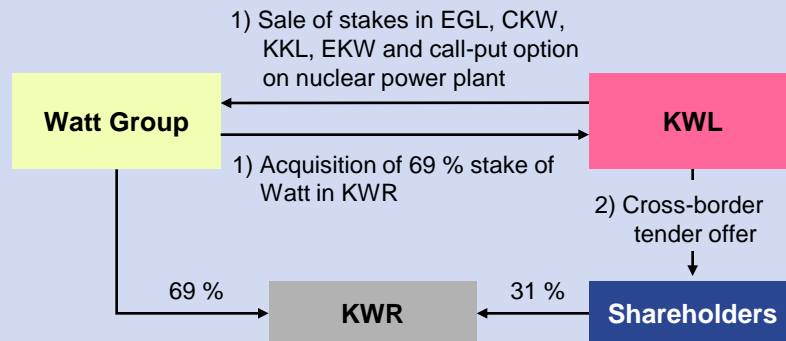 1) Sale of stakes in EGL, CKW,
KKL, EKW and call-put option
on nuclear power plant
Watt Group
KWL
1) Acquisition of 69 % stake of
Watt in KWR
2) Cross-border
tender offer
69 %
KWR
31 %
Shareholders